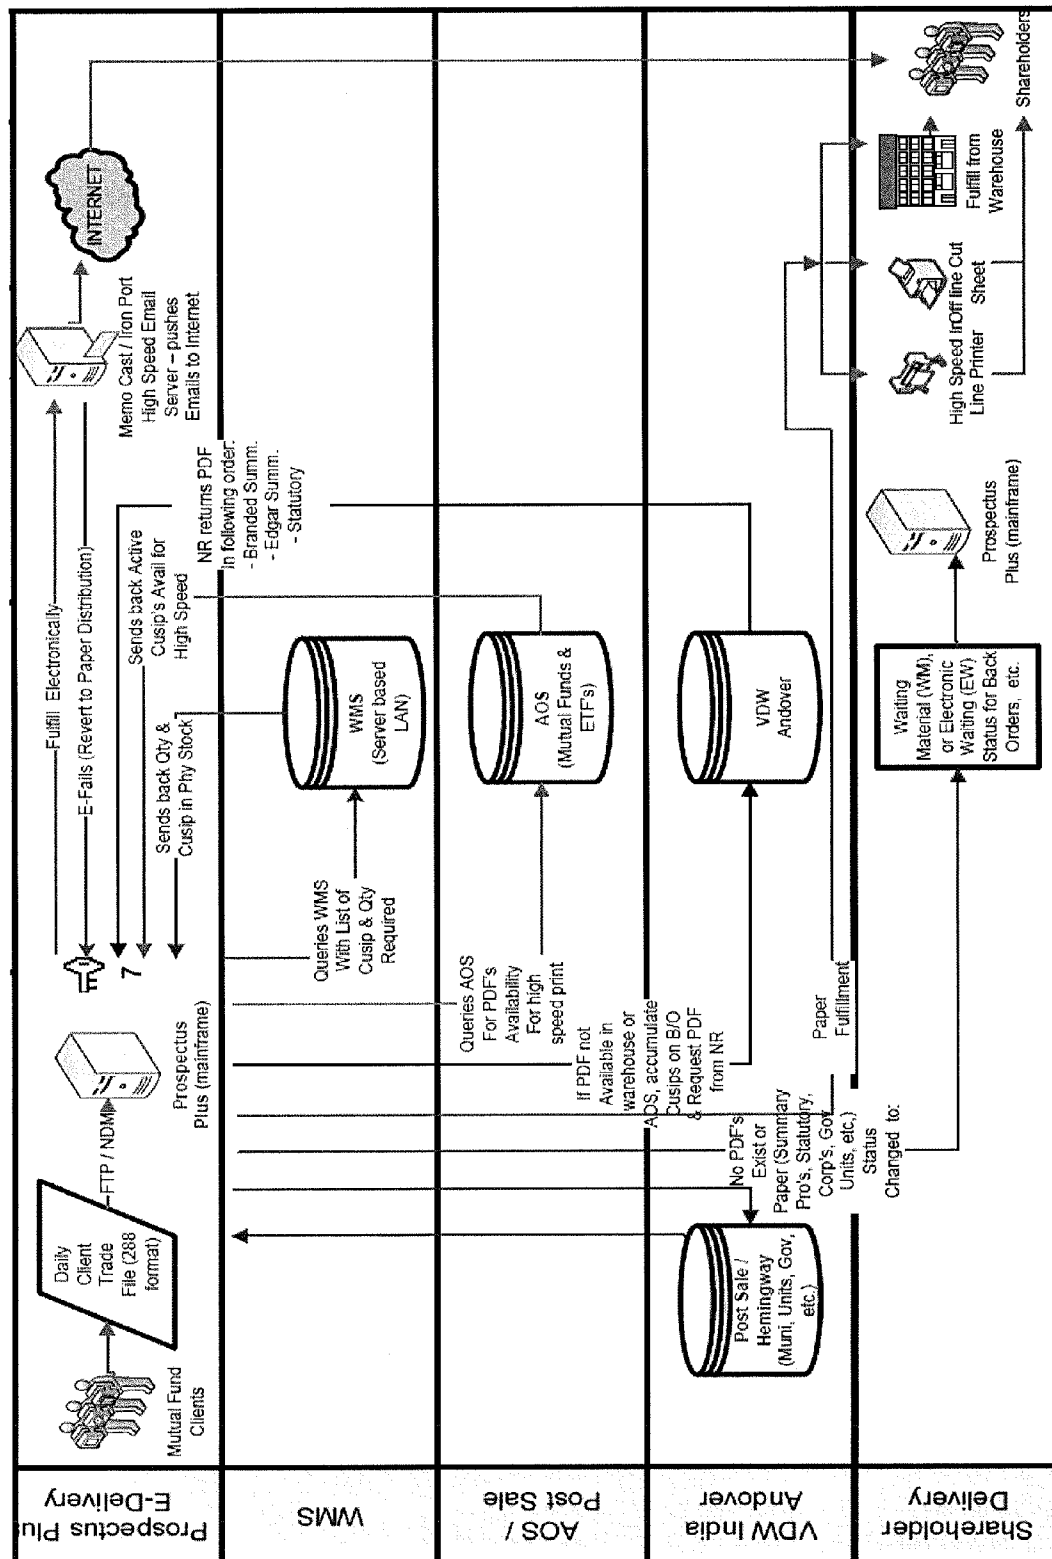 Prospectus Plus
E-Delivery
WMS
AOS /
Post Sale
VDW India
Andover
Shareholder
Delivery
Mutual Fund
Clients
Daily
Client
Trade
File (288
format)
FTP / NDM
Prospectus
Plus (mainframe)
7
Fulfill Electronically
E-Fails (Revert to Paper Distribution)
Sends back Active
Cusip's Avail for
High Speed
Sends back Qty &
Cusip in Phy Stock
NR returns PDF
In following order:
- Branded Summ.
- Edgar Summ.
- Statutory
Memo Cast / Iron Port
High Speed Email
Server – pushes
Emails to Internet
INTERNET
Queries WMS
With List of
Cusip & Qty
Required
WMS
(Server based
LAN)
Queries AOS
For PDF's
Availability
For high
speed print
AOS
(Mutual Funds &
ETF's)
If PDF not
Available in
warehouse or
AOS, accumulate
Cusips on B/O
& Request PDF
from NR
VDW
Andover
Post Sale /
Hemingway
(Muni, Units, Gov,
etc.)
No PDF's
Exist or
Paper (Summary
Pro's, Statutory,
Corp's, Gov
Units, etc,)
Status
Changed to:
Paper
Fulfillment
Waiting
Material (WM),
or Electronic
Waiting (EW)
Status for Back
Orders, etc.
Prospectus
Plus (mainframe)
High Speed In
Line Printer
Off line Cut
Sheet
Fulfill from
Warehouse
Shareholders